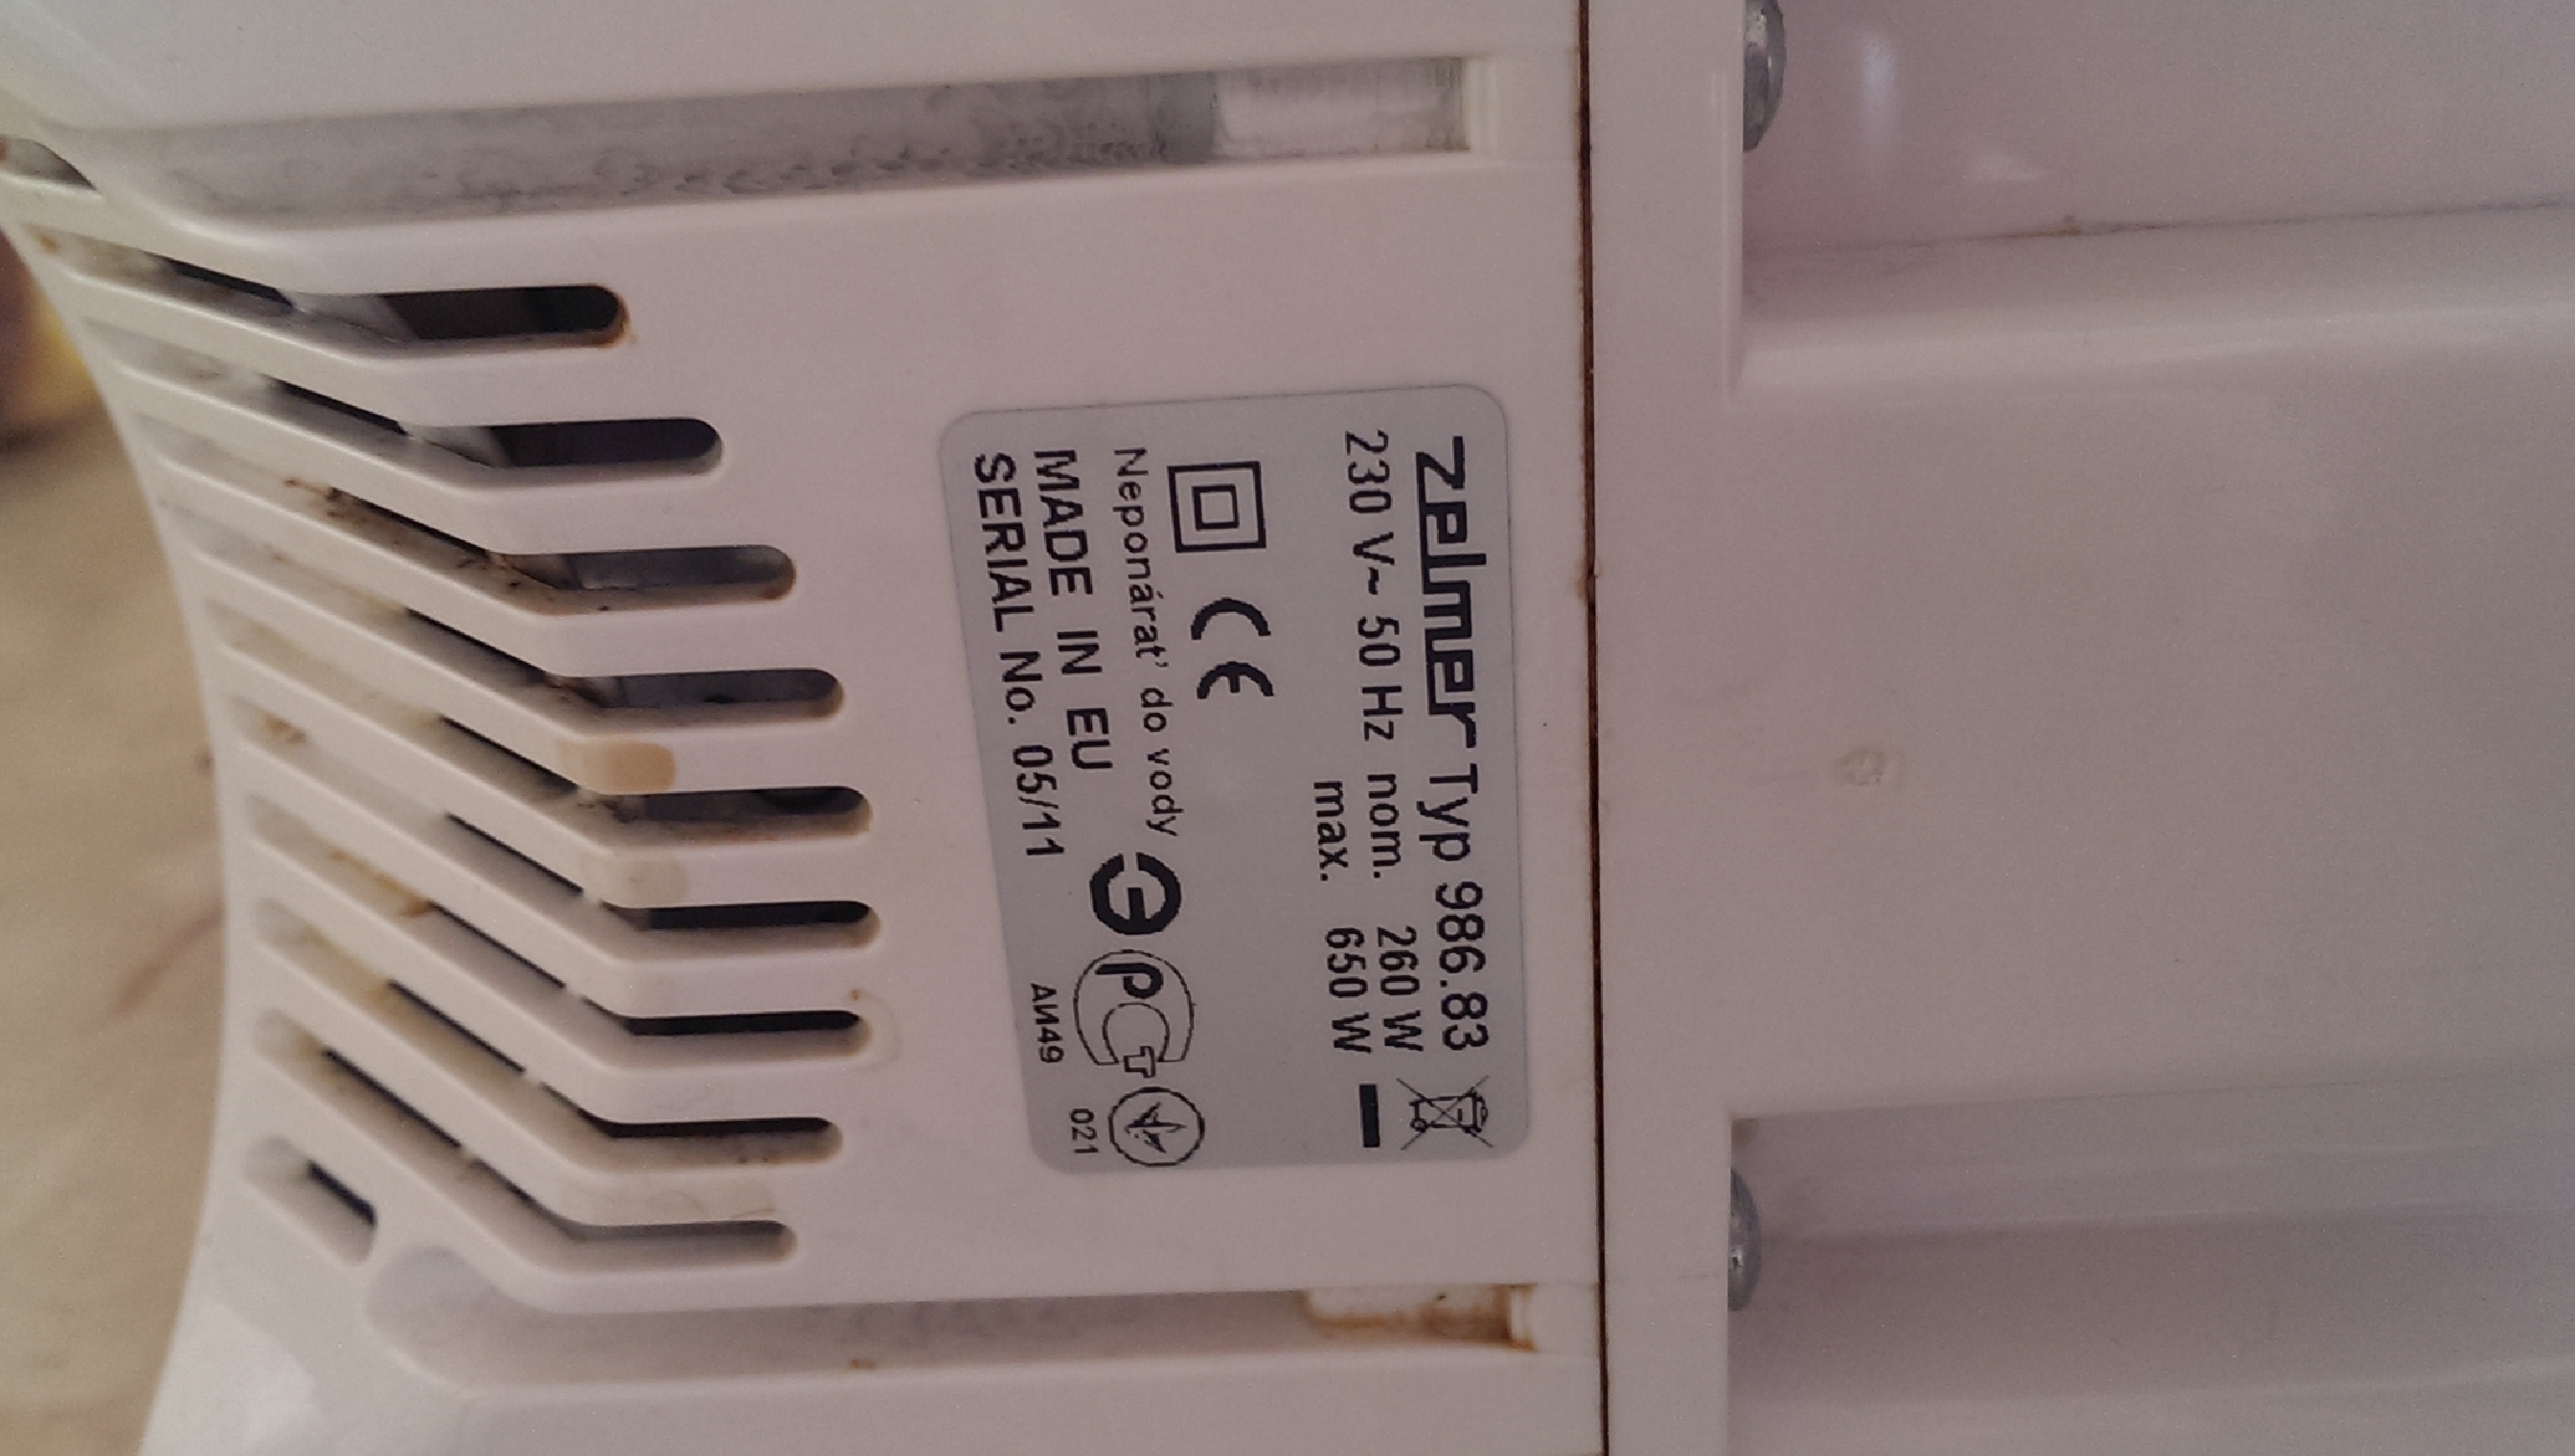 zelmer Typ 986.83
230 V~ 50 Hz nom. 260 W
max. 650 W
CE
Neponárať do vody
MADE IN EU
SERIAL No. 05/11
АИ49
021